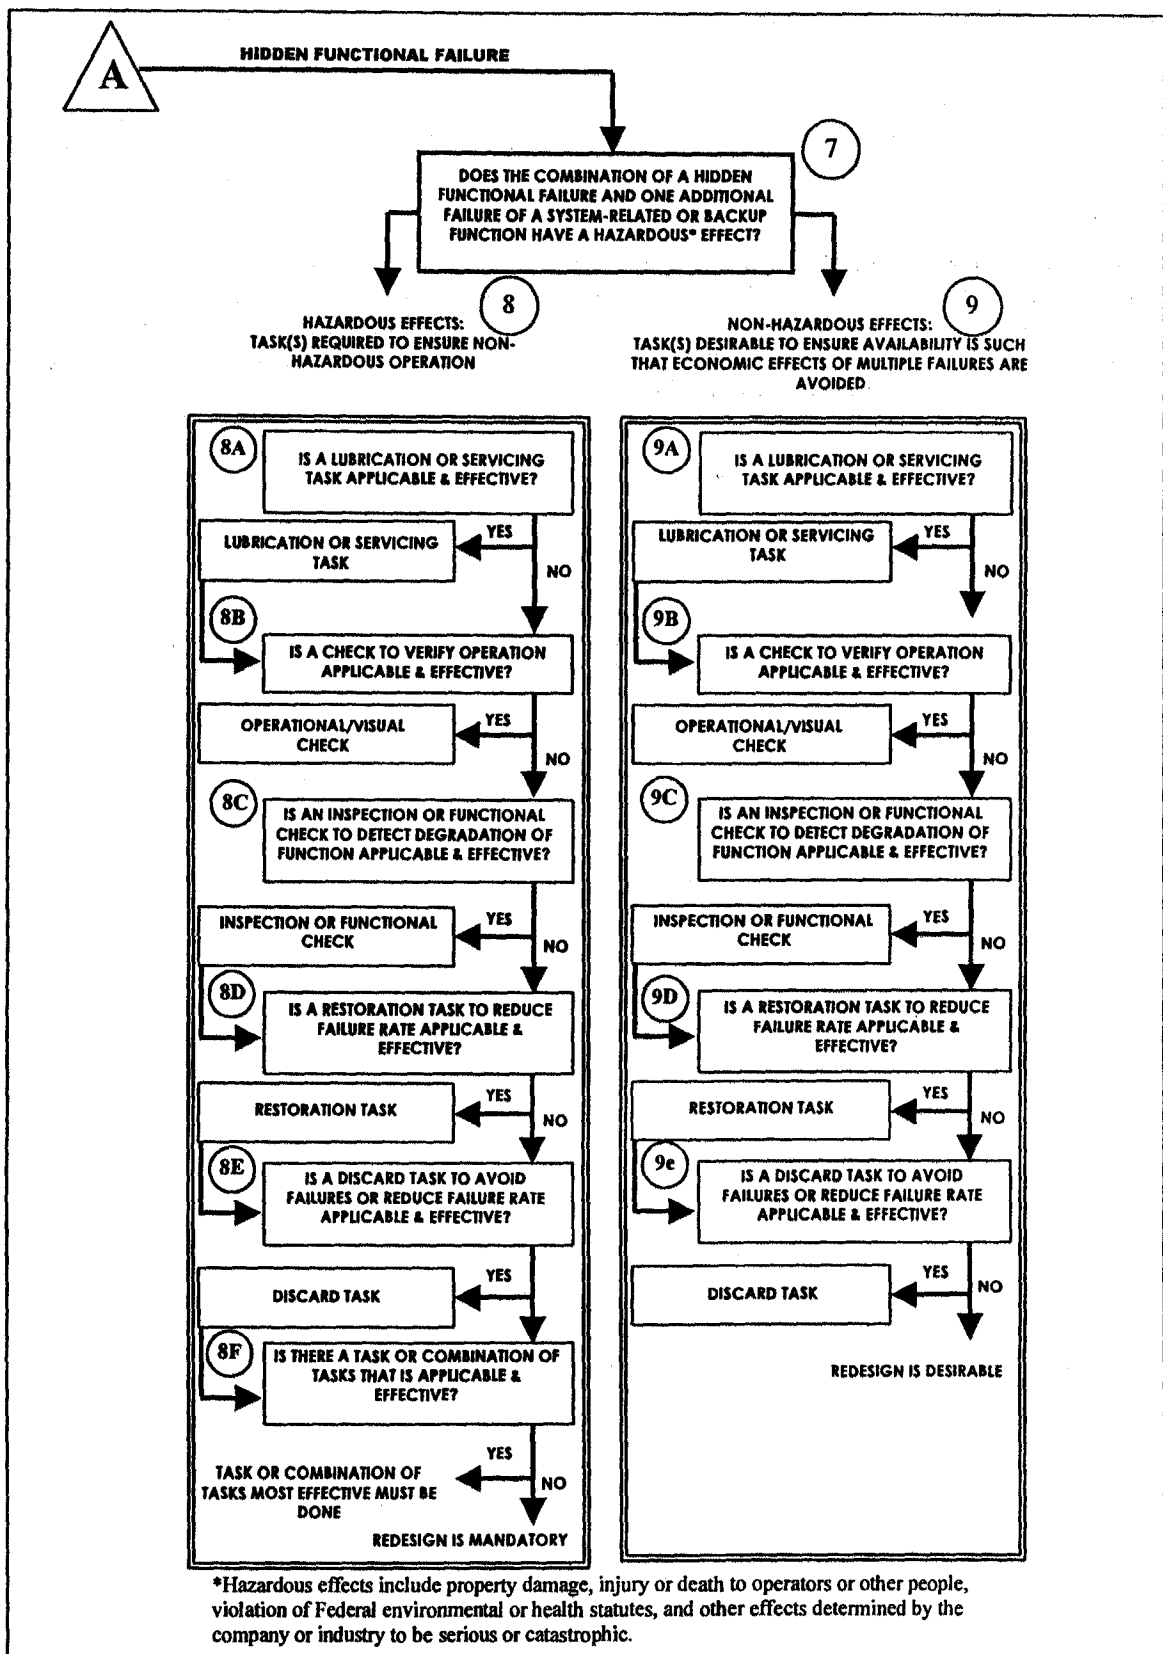 A
HIDDEN FUNCTIONAL FAILURE
7
DOES THE COMBINATION OF A HIDDEN
FUNCTIONAL FAILURE AND ONE ADDITIONAL
FAILURE OF A SYSTEM-RELATED OR BACKUP
FUNCTION HAVE A HAZARDOUS* EFFECT?
8
HAZARDOUS EFFECTS:
TASK(S) REQUIRED TO ENSURE NON-
HAZARDOUS OPERATION
9
NON-HAZARDOUS EFFECTS:
TASK(S) DESIRABLE TO ENSURE AVAILABILITY IS SUCH
THAT ECONOMIC EFFECTS OF MULTIPLE FAILURES ARE
AVOIDED
8A
IS A LUBRICATION OR SERVICING
TASK APPLICABLE & EFFECTIVE?
YES
LUBRICATION OR SERVICING
TASK
NO
8B
IS A CHECK TO VERIFY OPERATION
APPLICABLE & EFFECTIVE?
YES
OPERATIONAL/VISUAL
CHECK
NO
8C
IS AN INSPECTION OR FUNCTIONAL
CHECK TO DETECT DEGRADATION OF
FUNCTION APPLICABLE & EFFECTIVE?
YES
INSPECTION OR FUNCTIONAL
CHECK
NO
8D
IS A RESTORATION TASK TO REDUCE
FAILURE RATE APPLICABLE &
EFFECTIVE?
YES
RESTORATION TASK
NO
8E
IS A DISCARD TASK TO AVOID
FAILURES OR REDUCE FAILURE RATE
APPLICABLE & EFFECTIVE?
YES
DISCARD TASK
8F
IS THERE A TASK OR COMBINATION OF
TASKS THAT IS APPLICABLE &
EFFECTIVE?
YES
TASK OR COMBINATION OF
TASKS MOST EFFECTIVE MUST BE
DONE
NO
REDESIGN IS MANDATORY
9A
IS A LUBRICATION OR SERVICING
TASK APPLICABLE & EFFECTIVE?
YES
LUBRICATION OR SERVICING
TASK
NO
9B
IS A CHECK TO VERIFY OPERATION
APPLICABLE & EFFECTIVE?
YES
OPERATIONAL/VISUAL
CHECK
NO
9C
IS AN INSPECTION OR FUNCTIONAL
CHECK TO DETECT DEGRADATION OF
FUNCTION APPLICABLE & EFFECTIVE?
YES
INSPECTION OR FUNCTIONAL
CHECK
NO
9D
IS A RESTORATION TASK TO REDUCE
FAILURE RATE APPLICABLE &
EFFECTIVE?
YES
RESTORATION TASK
NO
9e
IS A DISCARD TASK TO AVOID
FAILURES OR REDUCE FAILURE RATE
APPLICABLE & EFFECTIVE?
YES
DISCARD TASK
NO
REDESIGN IS DESIRABLE
*Hazardous effects include property damage, injury or death to operators or other people,
violation of Federal environmental or health statutes, and other effects determined by the
company or industry to be serious or catastrophic.